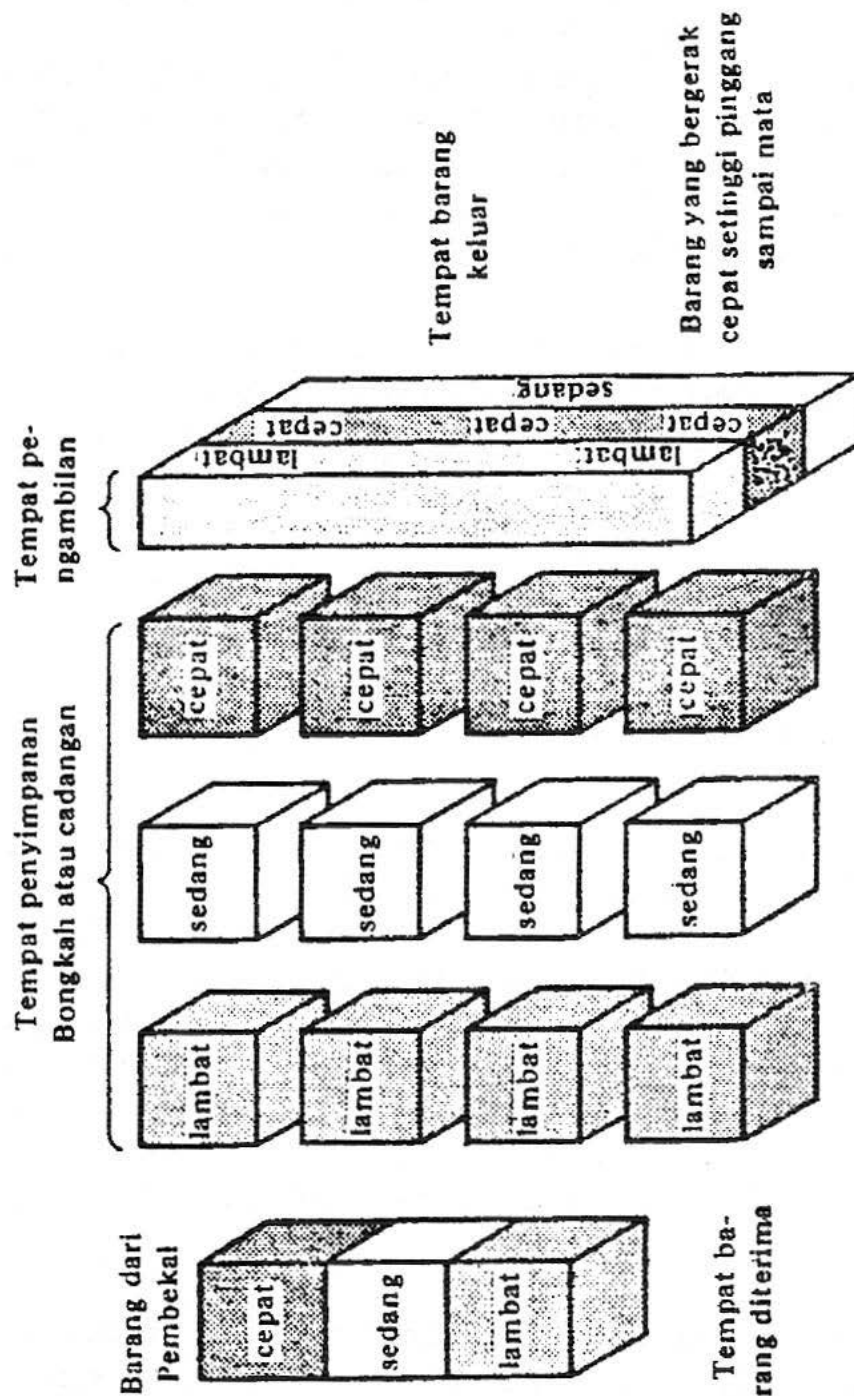 Barang dari
Pembekal
cepat
sedang
lambat
Tempat ba-
rang diterima
Tempat penyimpanan
Bongkah atau cadangan
lambat
lambat
lambat
lambat
sedang
sedang
sedang
sedang
cepat
cepat
cepat
cepat
Tempat pe-
ngambilan
lambat
lambat
cepat
cepat
cepat
sedang
Tempat barang
keluar
Barang yang bergerak
cepat setinggi pinggang
sampai mata